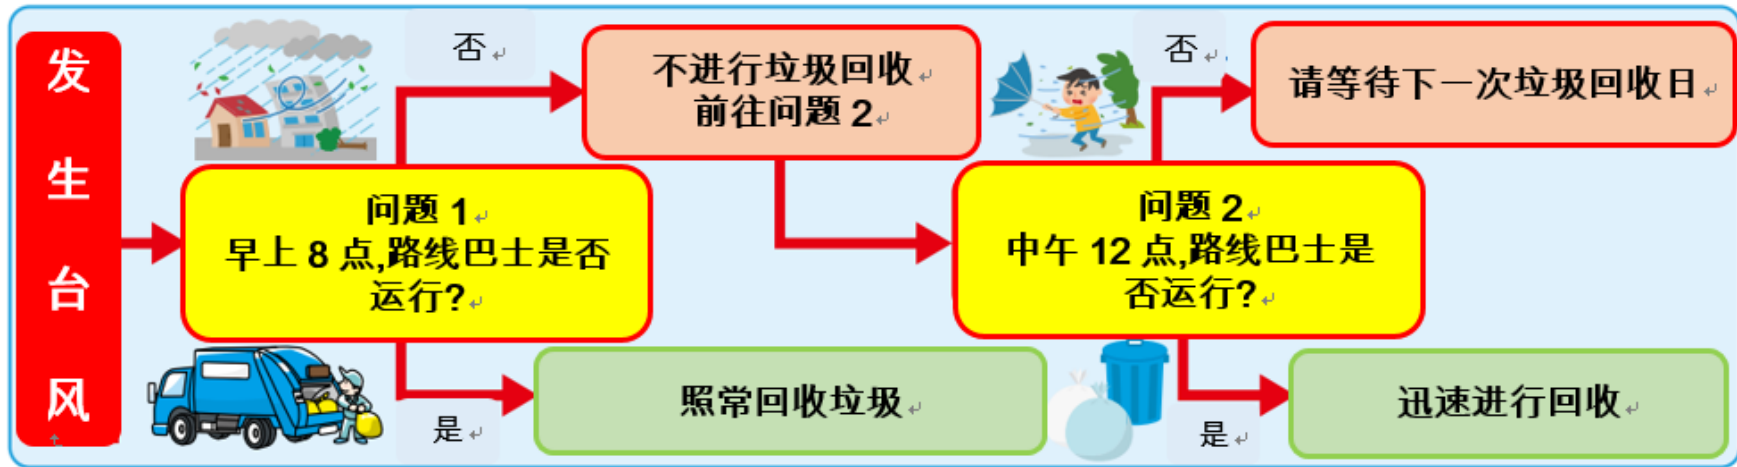 发生台风
否
不进行垃圾回收
前往问题 2
否
请等待下一次垃圾回收日
问题 1
早上 8 点,路线巴士是否
运行?
问题 2
中午 12 点,路线巴士是
否运行?
是
照常回收垃圾
是
迅速进行回收